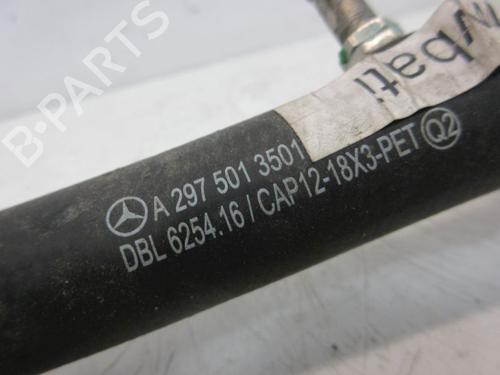 A 297 501 3501
DBL 6254.16 / CAP12-18X3-PET Q2
B-PARTS